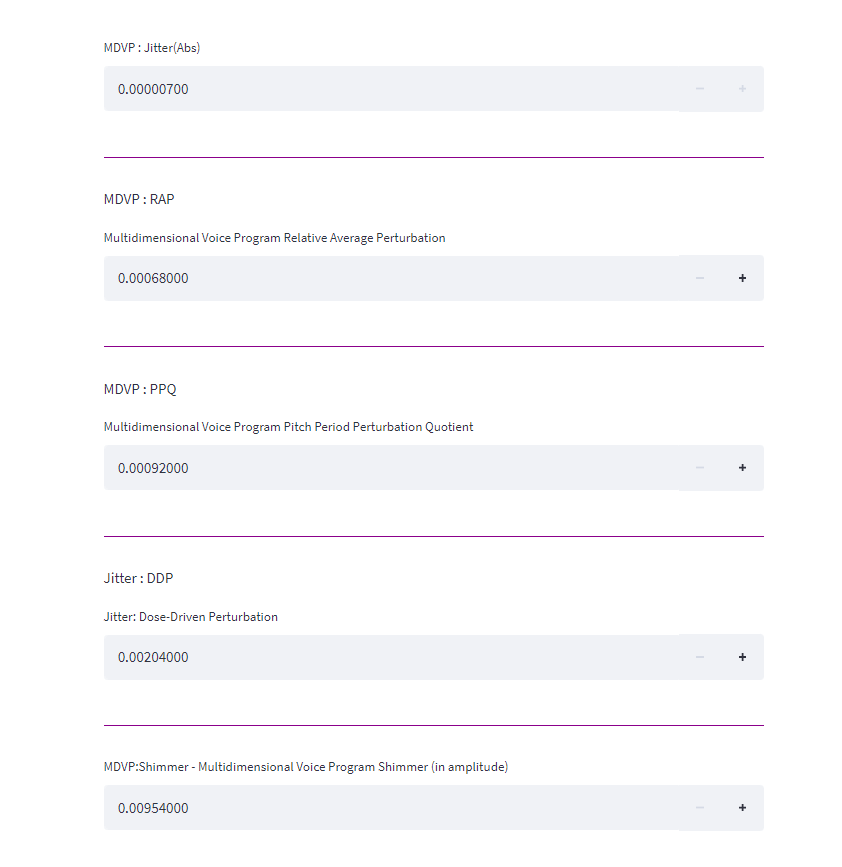 MDVP : Jitter(Abs)
0.00000700
MDVP : RAP
Multidimensional Voice Program Relative Average Perturbation
0.00068000
MDVP : PPQ
Multidimensional Voice Program Pitch Period Perturbation Quotient
0.00092000
Jitter : DDP
Jitter: Dose-Driven Perturbation
0.00204000
MDVP:Shimmer - Multidimensional Voice Program Shimmer (in amplitude)
0.00954000